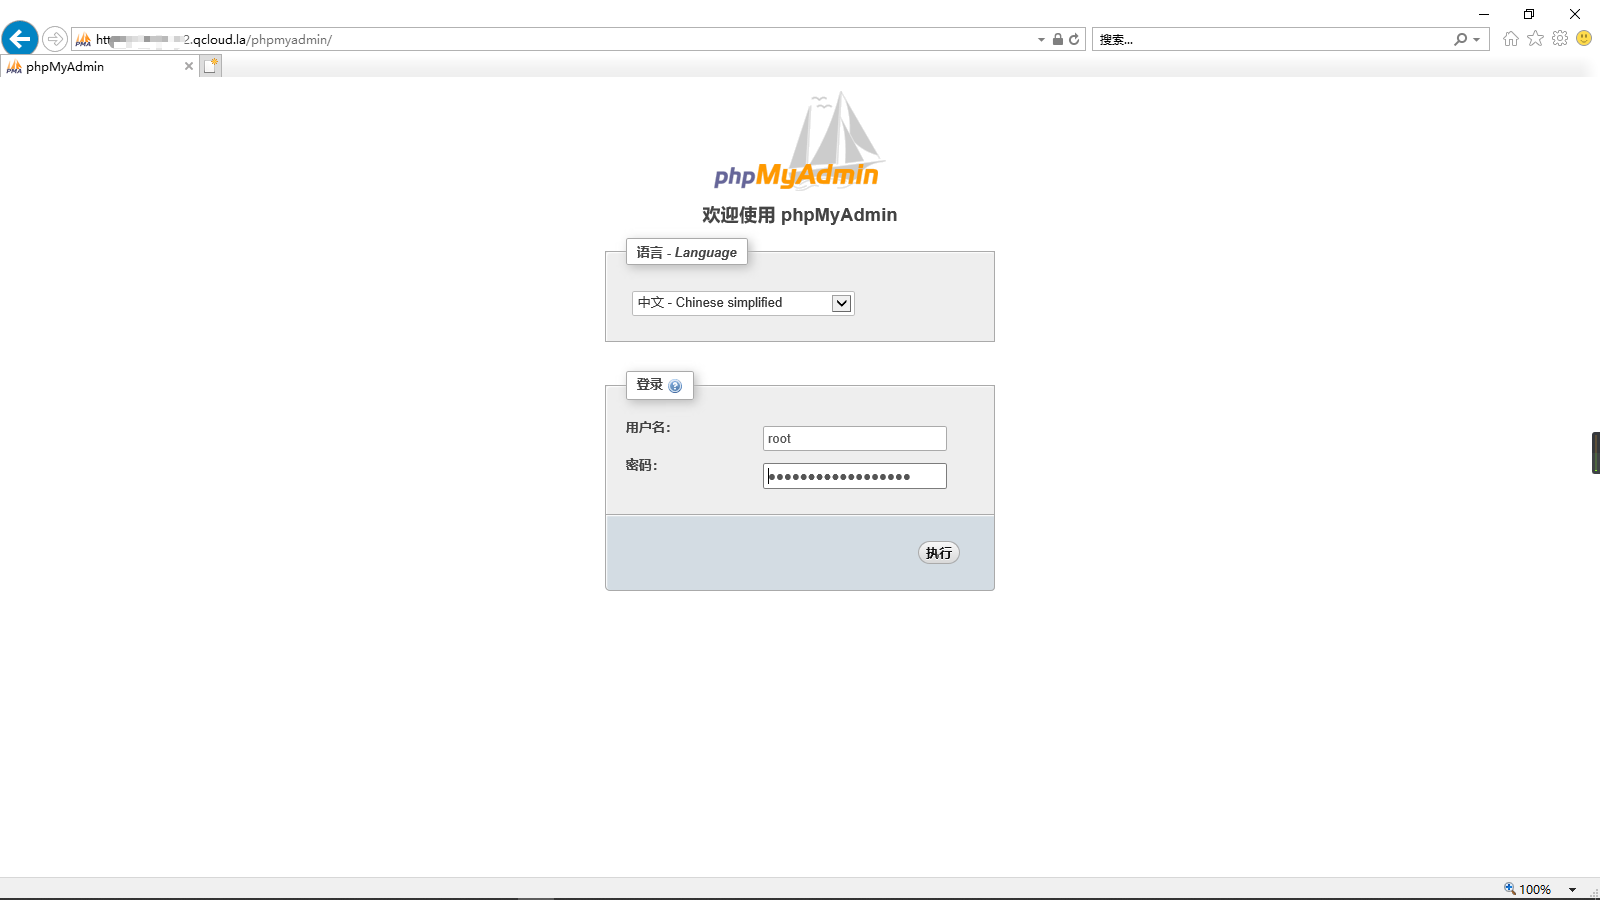 2.qcloud.la/phpmyadmin/
搜索...
phpMyAdmin
phpMyAdmin
欢迎使用 phpMyAdmin
语言 - Language
中文 - Chinese simplified
登录
用户名：
root
密码：
执行
100%